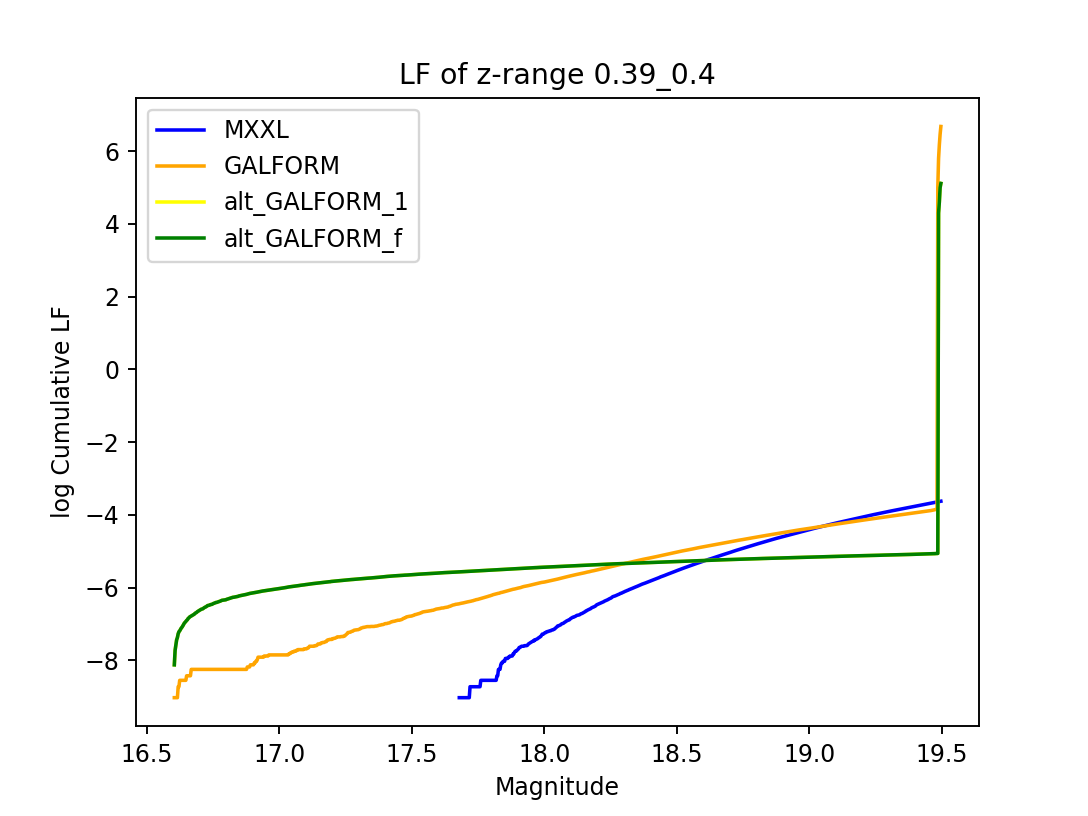 LF of z-range 0.39_0.4
MXXL
GALFORM
alt_GALFORM_1
alt_GALFORM_f
log Cumulative LF
6
4
2
0
−2
−4
−6
−8
16.5 17.0 17.5 18.0 18.5 19.0 19.5
Magnitude